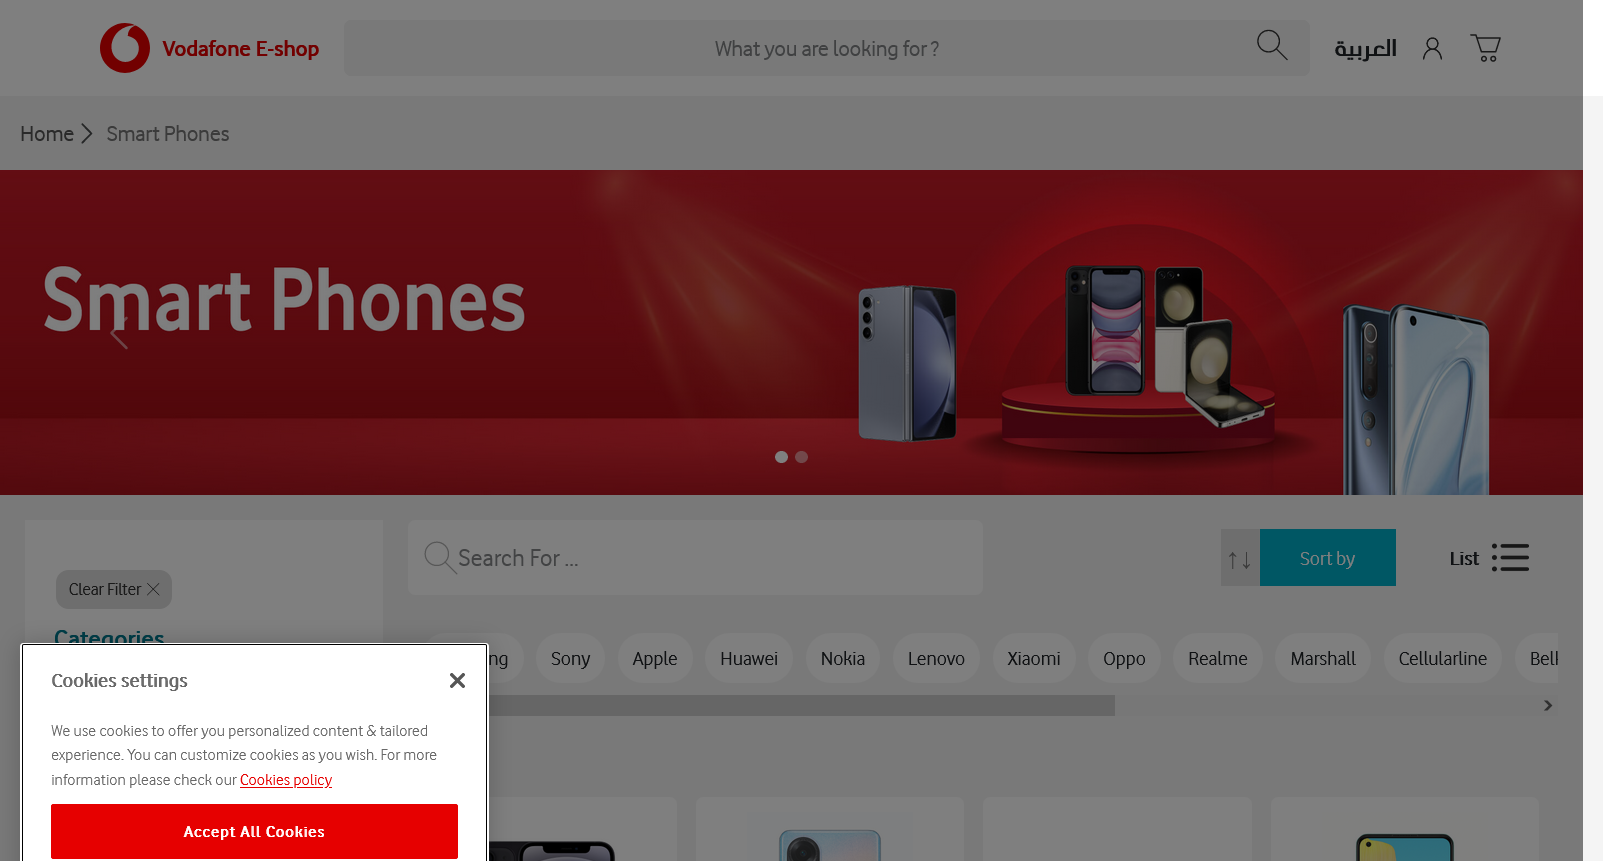 Vodafone E-shop
What you are looking for ?
العربية
Home
Smart Phones
Smart Phones
Search For ...
Sort by
List
Clear Filter
Categories
ng
Sony
Apple
Huawei
Nokia
Lenovo
Xiaomi
Oppo
Realme
Marshall
Cellularline
Cookies settings
We use cookies to offer you personalized content & tailored
experience. You can customize cookies as you wish. For more
information please check our Cookies policy
Accept All Cookies